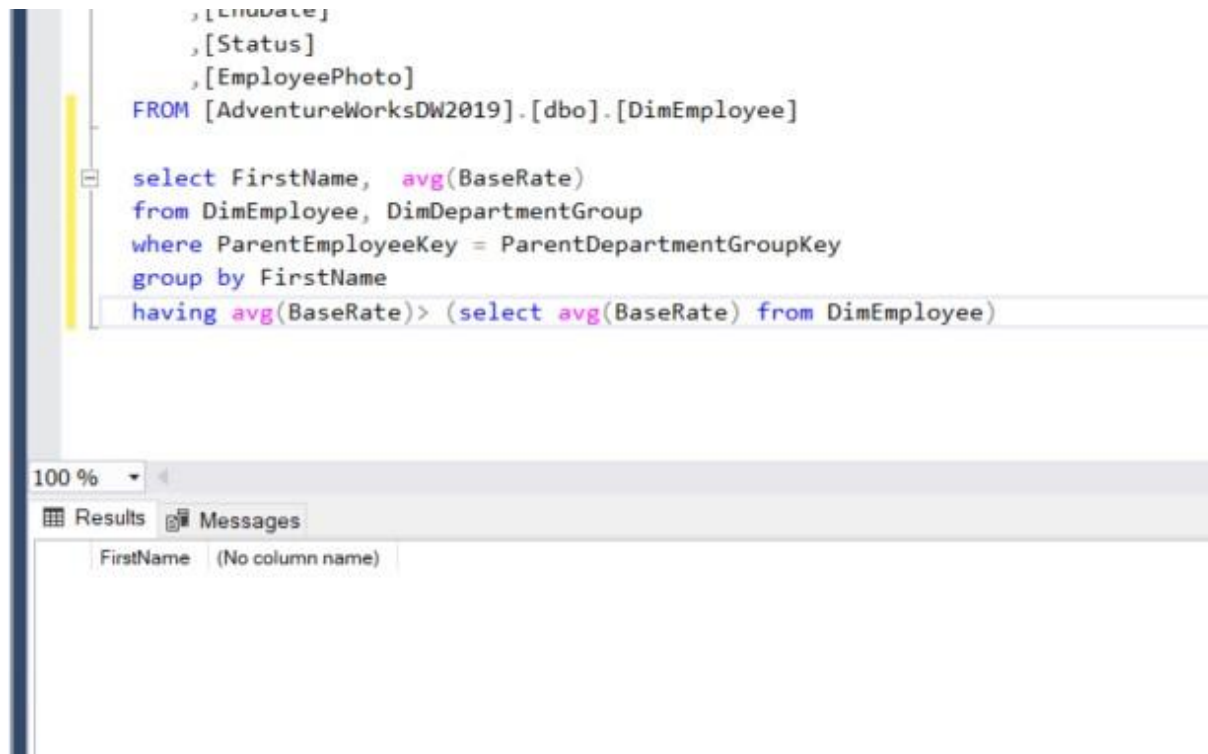 ,[EndDate]
,[Status]
,[EmployeePhoto]
FROM [AdventureWorksDW2019].[dbo].[DimEmployee]
select FirstName,  avg(BaseRate)
from DimEmployee, DimDepartmentGroup
where ParentEmployeeKey = ParentDepartmentGroupKey
group by FirstName
having avg(BaseRate)> (select avg(BaseRate) from DimEmployee)
100 %
Results Messages
FirstName (No column name)